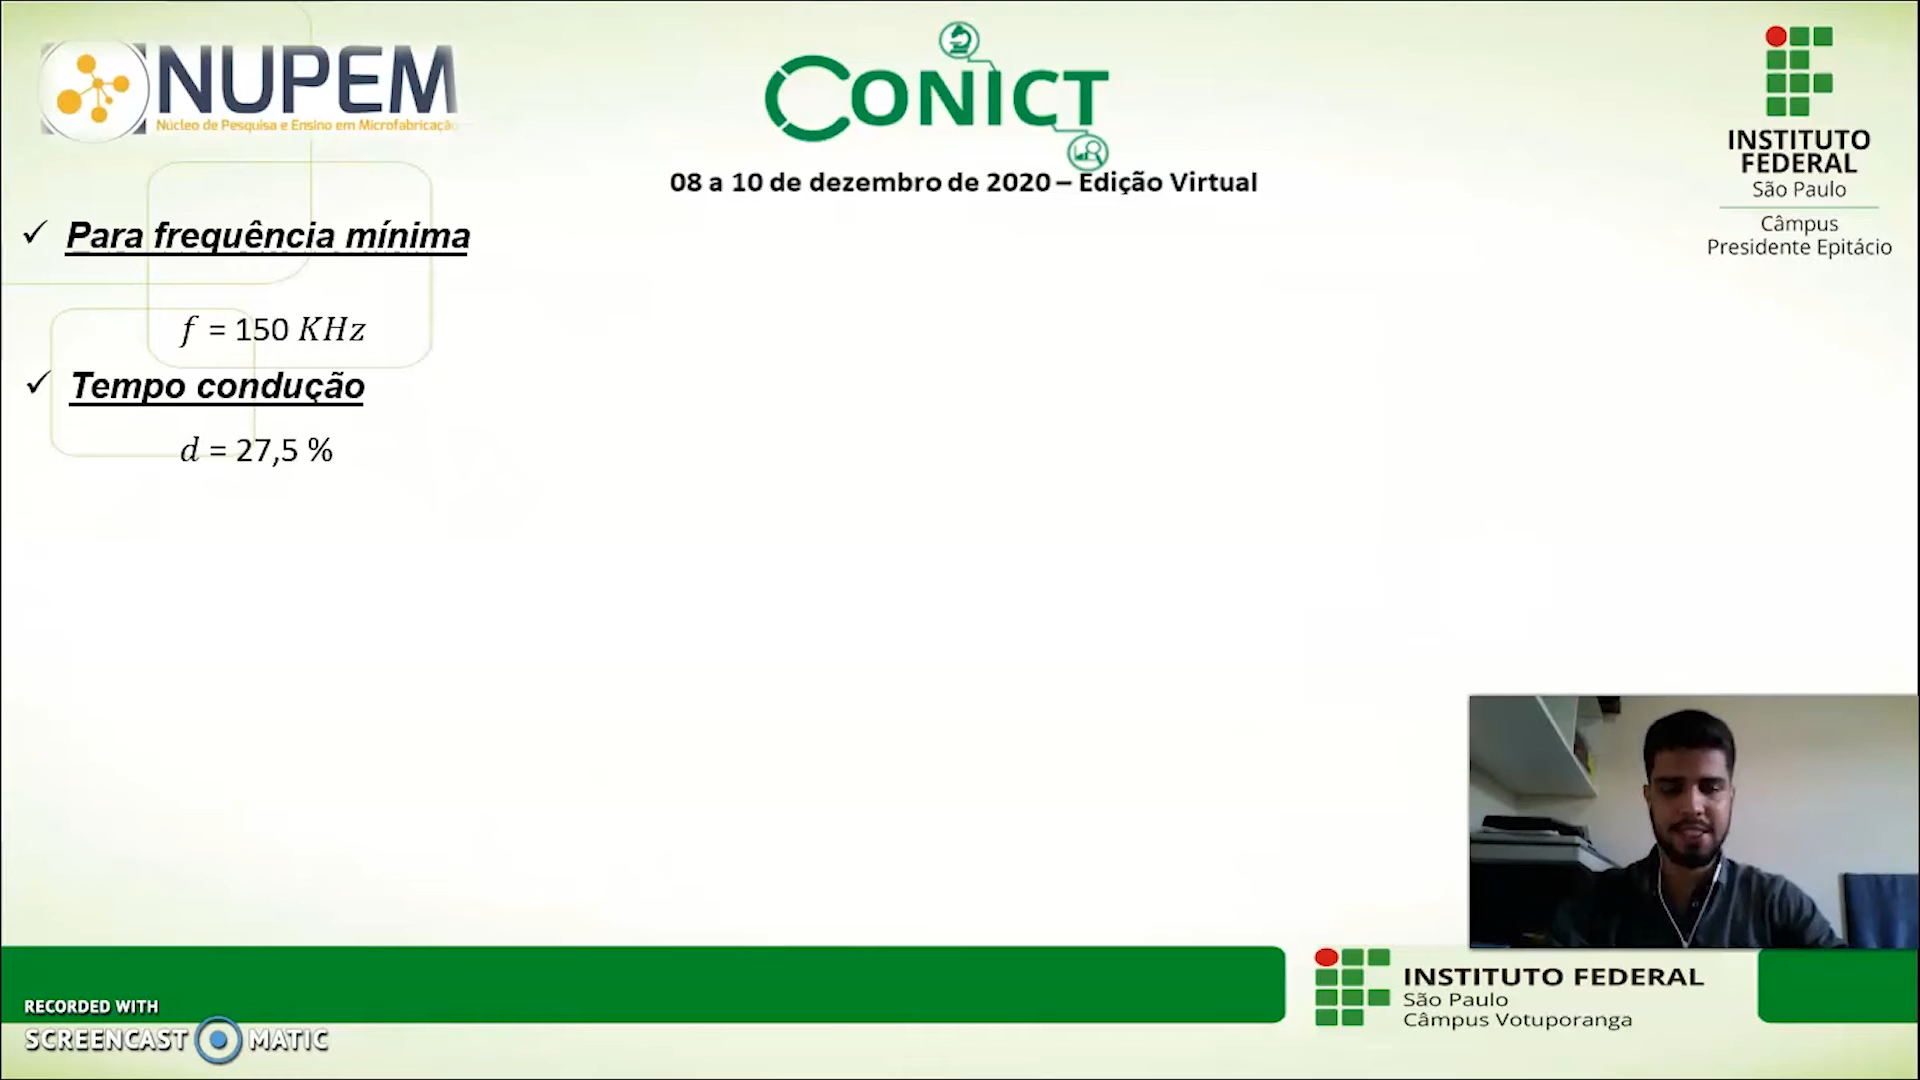 NUPEM
Núcleo de Pesquisa e Ensino em Microfabricação
CONICT
08 a 10 de dezembro de 2020 – Edição Virtual
INSTITUTO
FEDERAL
São Paulo
Câmpus
Presidente Epitácio
✓ Para frequência mínima
f = 150 KHz
✓ Tempo condução
d = 27,5 %
INSTITUTO FEDERAL
São Paulo
Câmpus Votuporanga
RECORDED WITH
SCREENCAST MATIC